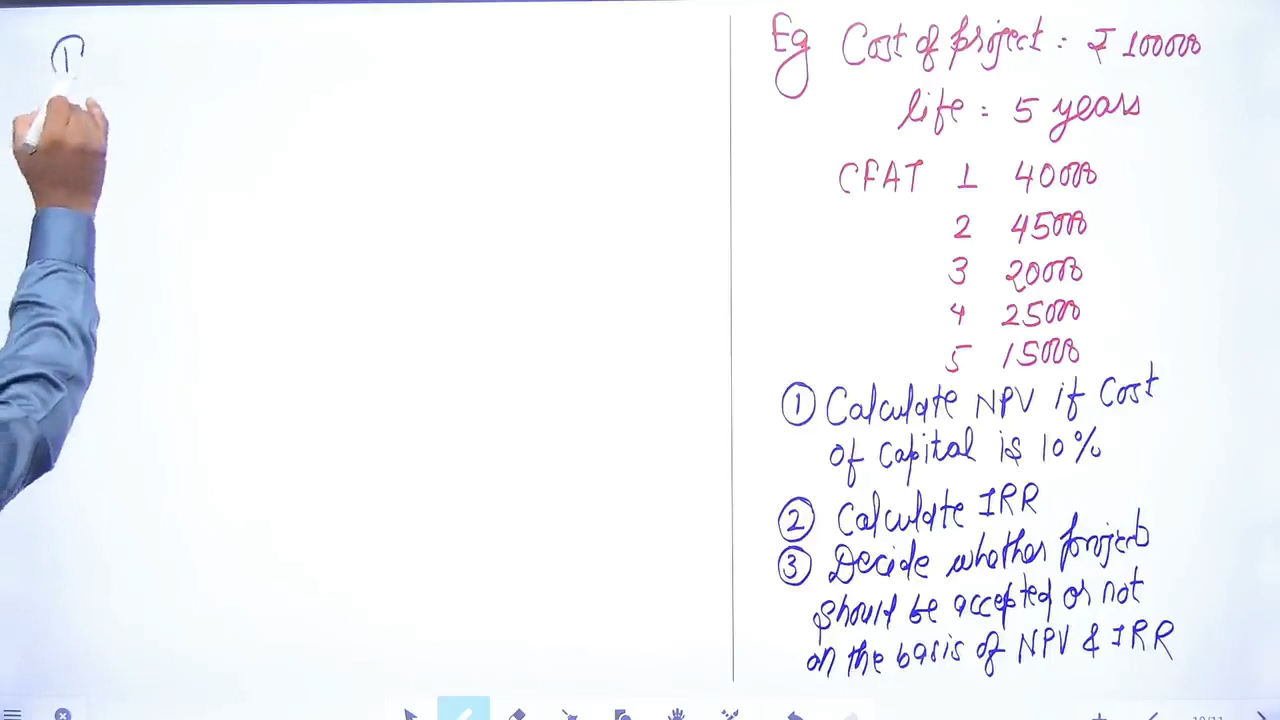 ①
Eg Cost of project = ₹ 100000
life = 5 years
CFAT 1 40000
2 45000
3 20000
4 25000
5 15000
① Calculate NPV if Cost
of capital is 10%
② Calculate IRR
③ Decide whether projects
should be accepted or not
on the basis of NPV & IRR